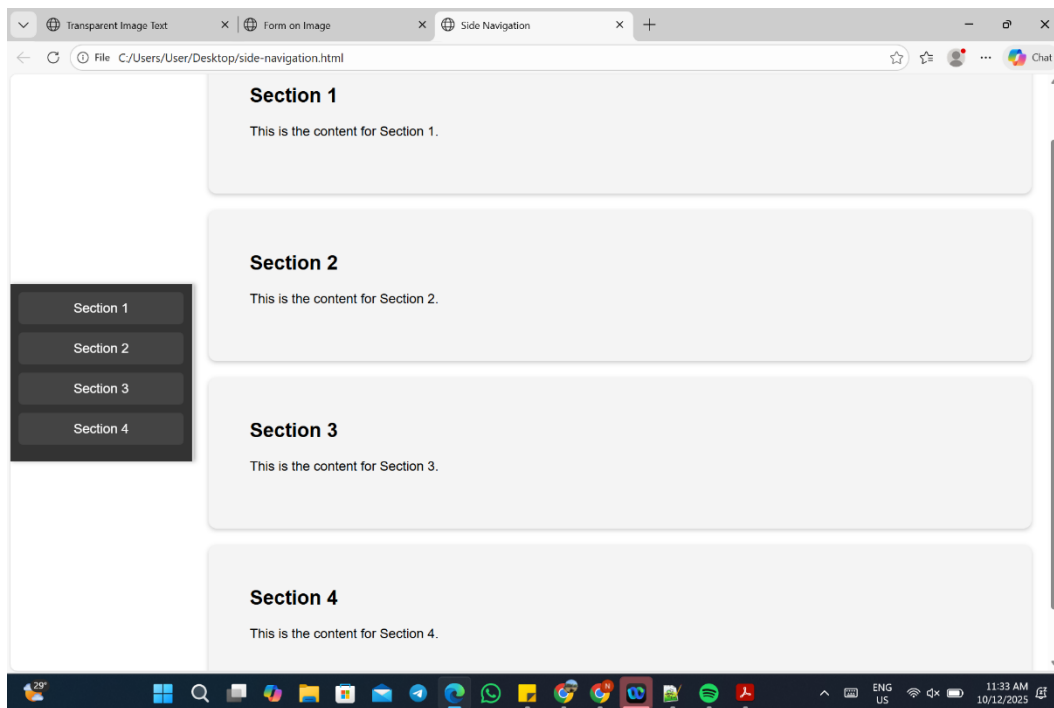 Transparent Image Text
Form on Image
Side Navigation
File C:/Users/User/Desktop/side-navigation.html
Chat
Section 1
This is the content for Section 1.
Section 2
This is the content for Section 2.
Section 1
Section 2
Section 3
Section 4
Section 3
This is the content for Section 3.
Section 4
This is the content for Section 4.
29°
N
ENG
US
11:33 AM
10/12/2025